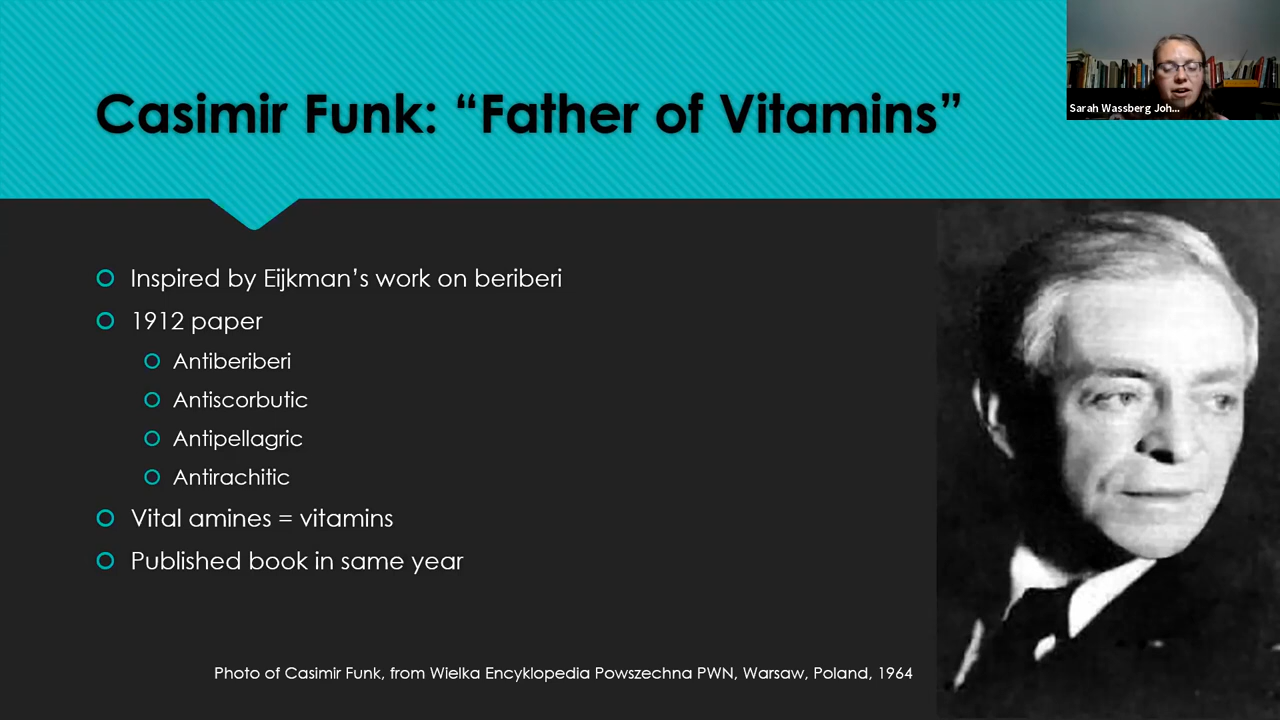 Casimir Funk: “Father of Vitamins”
Sarah Wassberg Joh...
Inspired by Eijkman’s work on beriberi
1912 paper
Antiberiberi
Antiscorbutic
Antipellagric
Antirachitic
Vital amines = vitamins
Published book in same year
Photo of Casimir Funk, from Wielka Encyklopedia Powszechna PWN, Warsaw, Poland, 1964